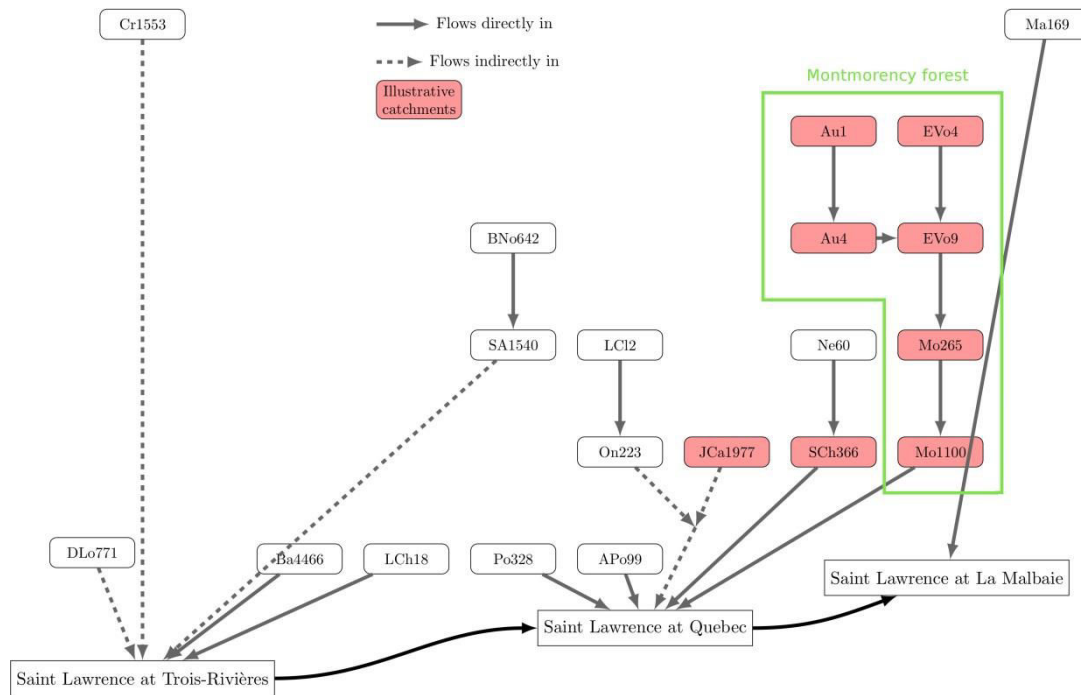 Cr1553
Flows directly in
Ma169
Flows indirectly in
Montmorency forest
Illustrative
catchments
Au1
EVo4
BNo642
Au4
EVo9
SA1540
LCl2
Ne60
Mo265
On223
JCa1977
SCh366
Mo1100
DLo771
Ba4466
LCh18
Po328
APo99
Saint Lawrence at La Malbaie
Saint Lawrence at Quebec
Saint Lawrence at Trois-Rivières